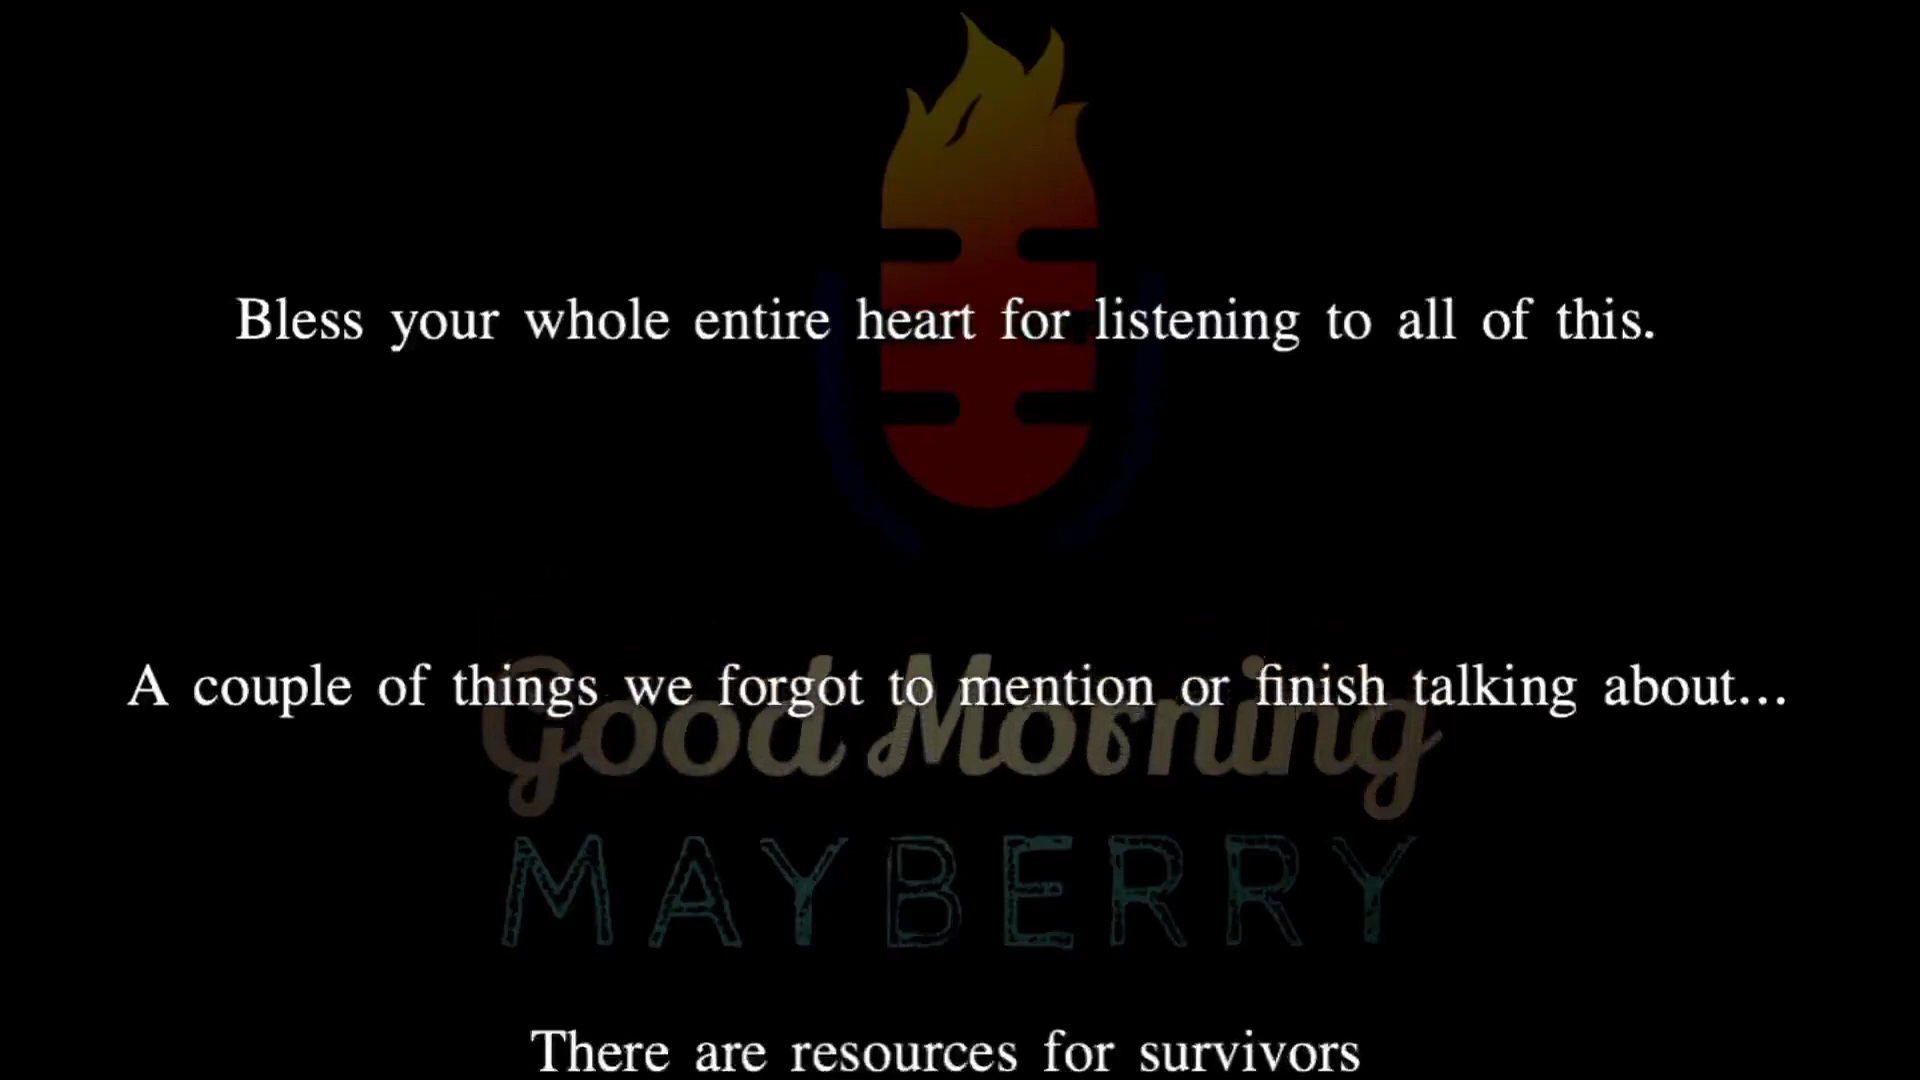 Bless your whole entire heart for listening to all of this.
A couple of things we forgot to mention or finish talking about...
Good Morning
MAYBERRY
There are resources for survivors